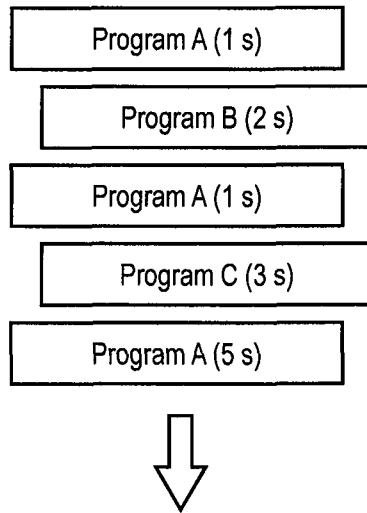 Program A (1 s)
Program B (2 s)
Program A (1 s)
Program C (3 s)
Program A (5 s)